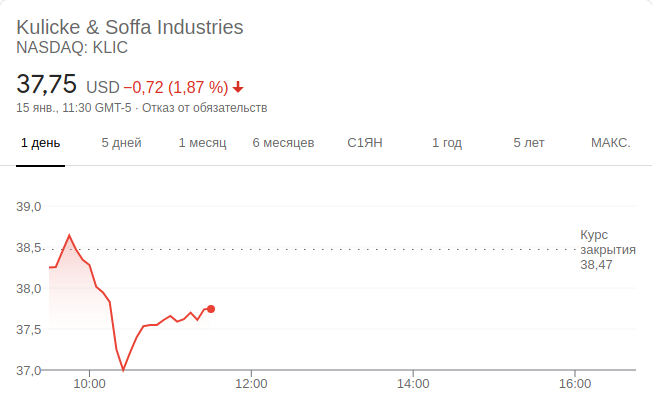 Kulicke & Soffa Industries
NASDAQ: KLIC
37,75 USD −0,72 (1,87 %)
15 янв., 11:30 GMT-5 · Отказ от обязательств
1 день 5 дней 1 месяц 6 месяцев С1ЯН 1 год 5 лет МАКС.
39,0
38,5
38,0
37,5
37,0
Курс
закрытия
38,47
10:00 12:00 14:00 16:00